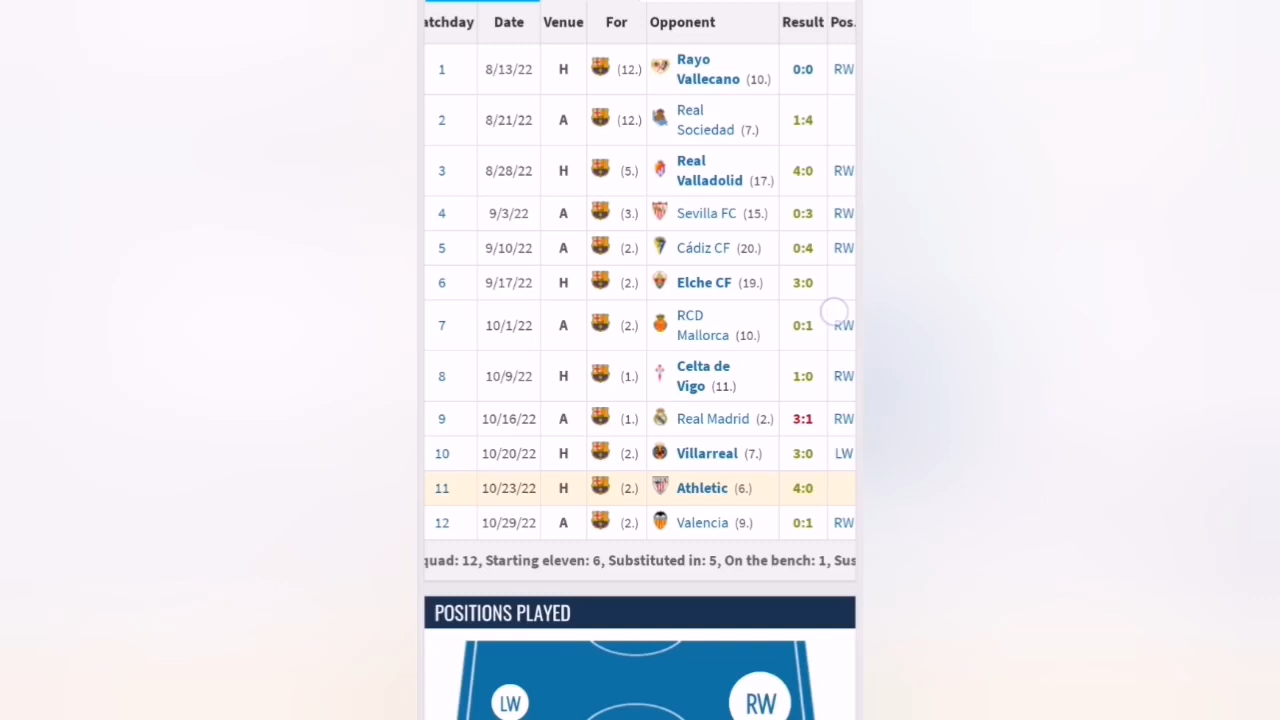 atchday Date Venue For Opponent Result Pos.
1 8/13/22 H (12.) Rayo Vallecano (10.) 0:0 RW
2 8/21/22 A (12.) Real Sociedad (7.) 1:4
3 8/28/22 H (5.) Real Valladolid (17.) 4:0 RW
4 9/3/22 A (3.) Sevilla FC (15.) 0:3 RW
5 9/10/22 A (2.) Cádiz CF (20.) 0:4 RW
6 9/17/22 H (2.) Elche CF (19.) 3:0
7 10/1/22 A (2.) RCD Mallorca (10.) 0:1 RW
8 10/9/22 H (1.) Celta de Vigo (11.) 1:0 RW
9 10/16/22 A (1.) Real Madrid (2.) 3:1 RW
10 10/20/22 H (2.) Villarreal (7.) 3:0 LW
11 10/23/22 H (2.) Athletic (6.) 4:0
12 10/29/22 A (2.) Valencia (9.) 0:1 RW
quad: 12, Starting eleven: 6, Substituted in: 5, On the bench: 1, Sus
POSITIONS PLAYED
LW RW